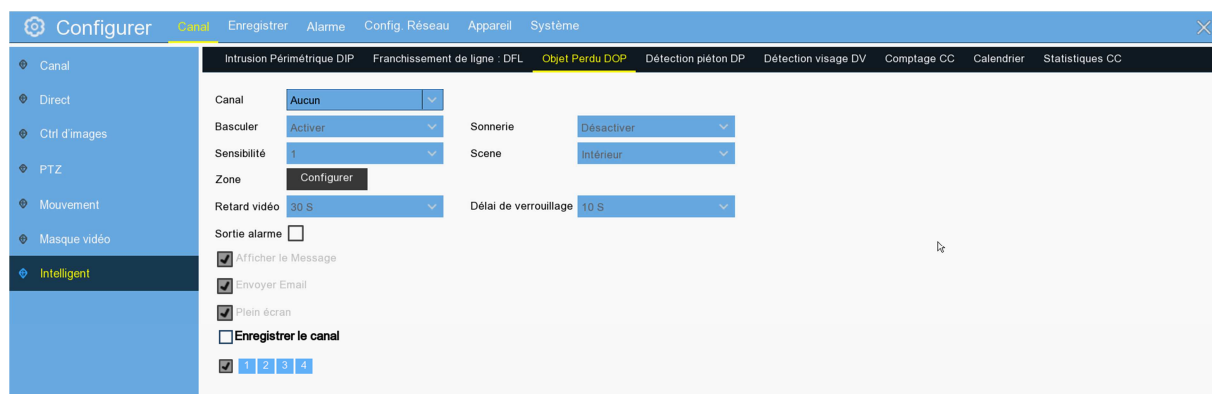 Configurer Canal Enregistrer Alarme Config. Réseau Appareil Système
Intrusion Périmétrique DIP Franchissement de ligne : DFL Objet Perdu DOP Détection piéton DP Détection visage DV Comptage CC Calendrier Statistiques CC
Canal
Direct
Ctrl d'images
PTZ
Mouvement
Masque vidéo
Intelligent
Canal Aucun
Basculer Activer Sonnerie Désactiver
Sensibilité 1 Scene Intérieur
Zone Configurer
Retard vidéo 30 S Délai de verrouillage 10 S
Sortie alarme
Afficher le Message
Envoyer Email
Plein écran
Enregistrer le canal
1 2 3 4